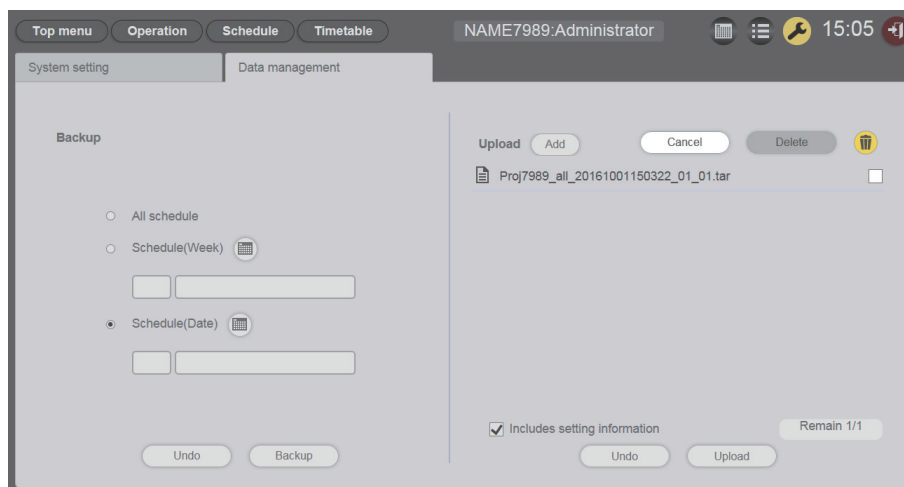 Top menu Operation Schedule Timetable NAME7989:Administrator 15:05
System setting Data management
Backup
All schedule
Schedule(Week)
Schedule(Date)
Undo Backup
Upload Add Cancel Delete
Proj7989_all_20161001150322_01_01.tar
Includes setting information Remain 1/1
Undo Upload